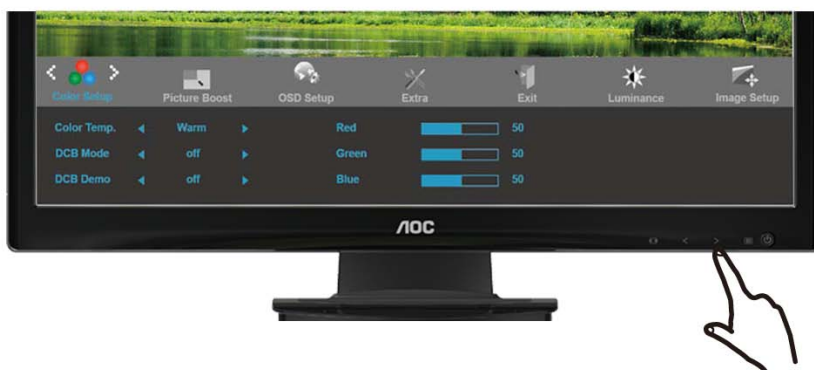 Color Setup Picture Boost OSD Setup Extra Exit Luminance Image Setup
Color Temp. Warm Red 50
DCB Mode off Green 50
DCB Demo off Blue 50
AOC